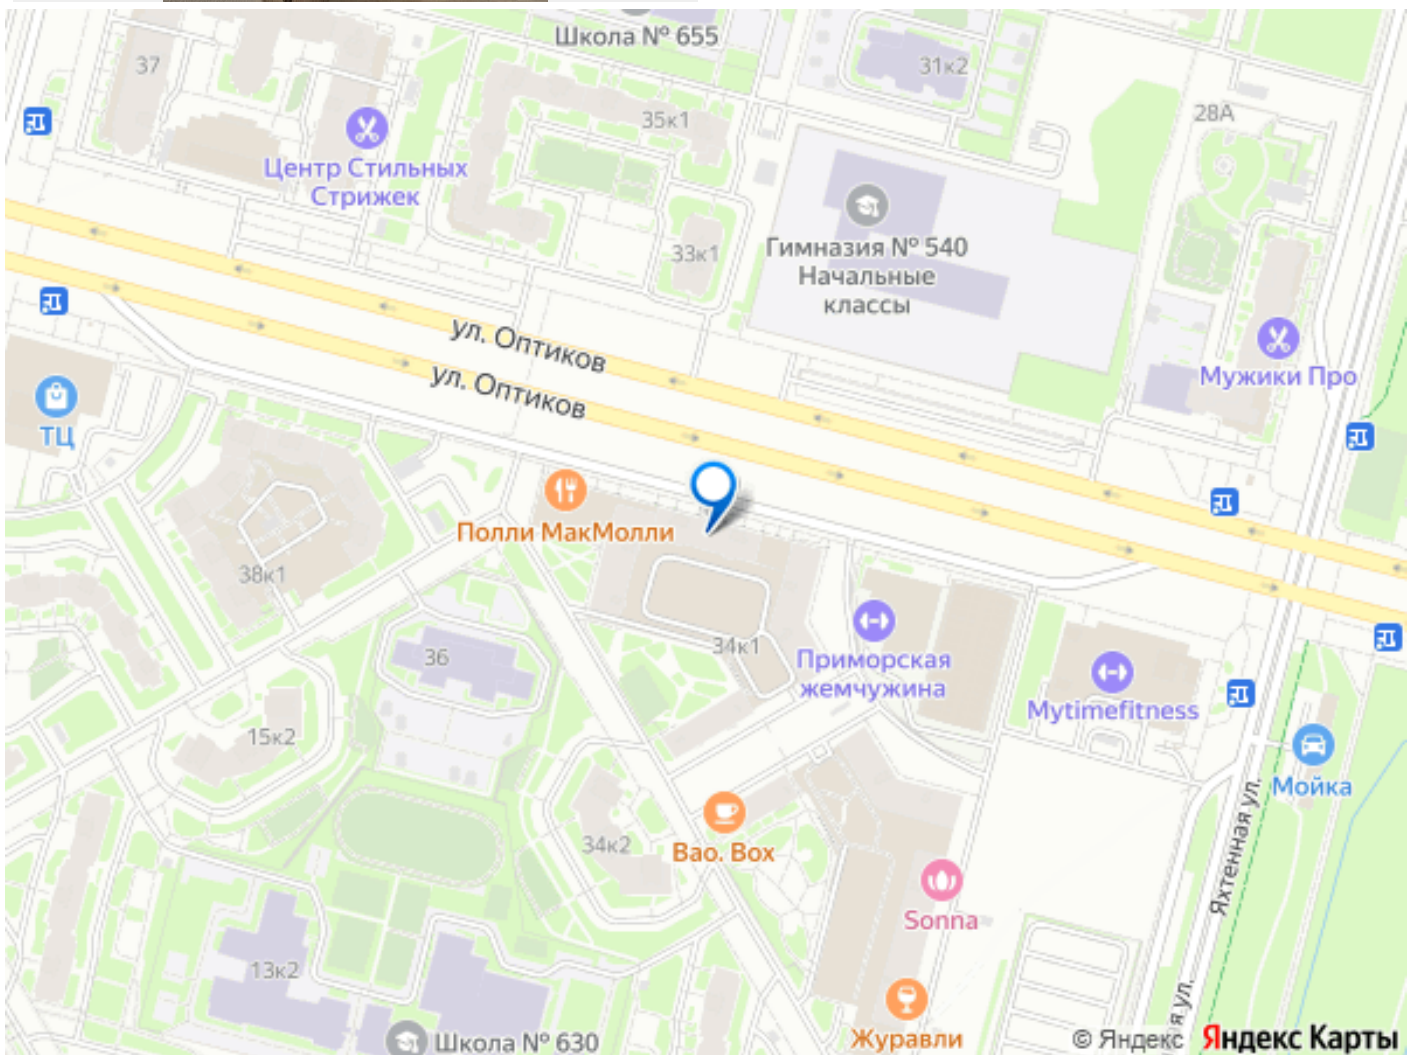 Школа № 655
37
31к2
35к1
28А
Центр Стильных
Стрижек
33к1
Гимназия № 540
Начальные
классы
ул. Оптиков
ул. Оптиков
Мужики Про
ТЦ
Полли МакМолли
38к1
36
34к1
Приморская
жемчужина
Mytimefitness
15к2
Мойка
34к2
Bao. Box
Яхтенная ул.
Sonna
13к2
Школа № 630
Журавли
я ул.
© Яндекс Яндекс Карты